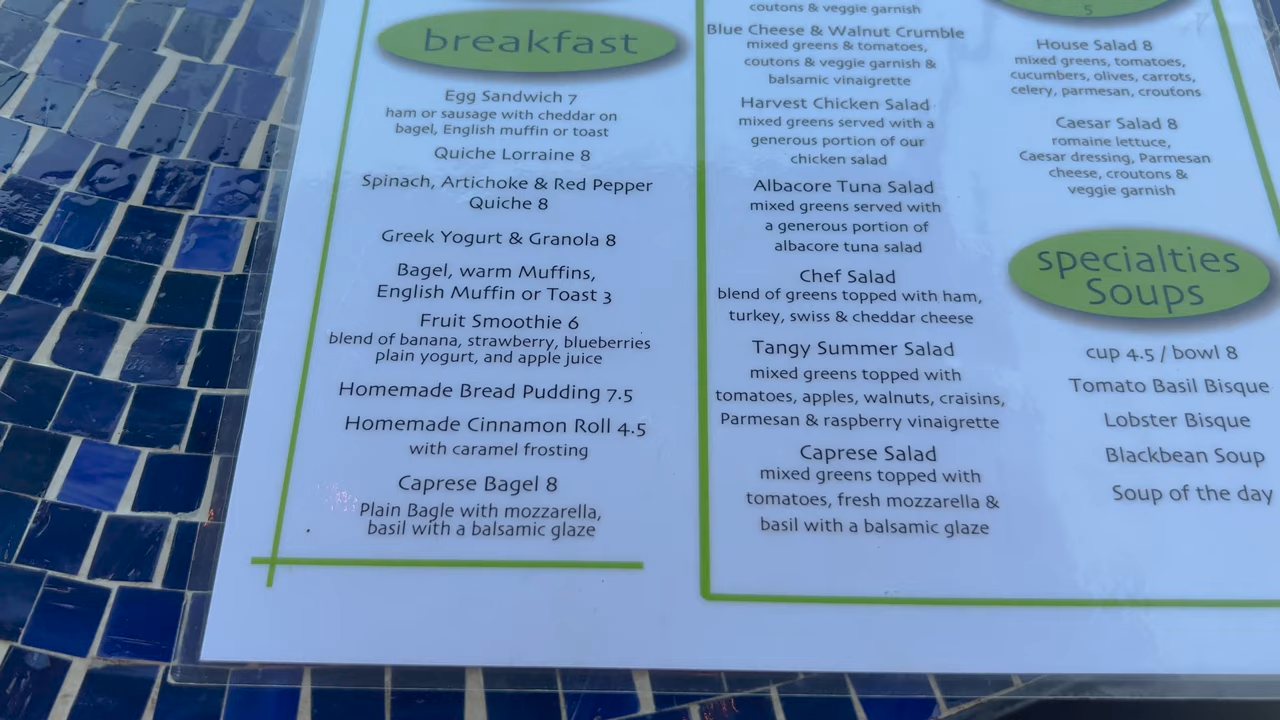 breakfast
Egg Sandwich 7
ham or sausage with cheddar on
bagel, English muffin or toast
Quiche Lorraine 8
Spinach, Artichoke & Red Pepper
Quiche 8
Greek Yogurt & Granola 8
Bagel, warm Muffins,
English Muffin or Toast 3
Fruit Smoothie 6
blend of banana, strawberry, blueberries
plain yogurt, and apple juice
Homemade Bread Pudding 7.5
Homemade Cinnamon Roll 4.5
with caramel frosting
Caprese Bagel 8
Plain Bagle with mozzarella,
basil with a balsamic glaze
coutons & veggie garnish
Blue Cheese & Walnut Crumble
mixed greens & tomatoes,
coutons & veggie garnish &
balsamic vinaigrette
Harvest Chicken Salad
mixed greens served with a
generous portion of our
chicken salad
Albacore Tuna Salad
mixed greens served with
a generous portion of
albacore tuna salad
Chef Salad
blend of greens topped with ham,
turkey, swiss & cheddar cheese
Tangy Summer Salad
mixed greens topped with
tomatoes, apples, walnuts, craisins,
Parmesan & raspberry vinaigrette
Caprese Salad
mixed greens topped with
tomatoes, fresh mozzarella &
basil with a balsamic glaze
5
House Salad 8
mixed greens, tomatoes,
cucumbers, olives, carrots,
celery, parmesan, croutons
Caesar Salad 8
romaine lettuce,
Caesar dressing, Parmesan
cheese, croutons &
veggie garnish
specialties
Soups
cup 4.5 / bowl 8
Tomato Basil Bisque
Lobster Bisque
Blackbean Soup
Soup of the day